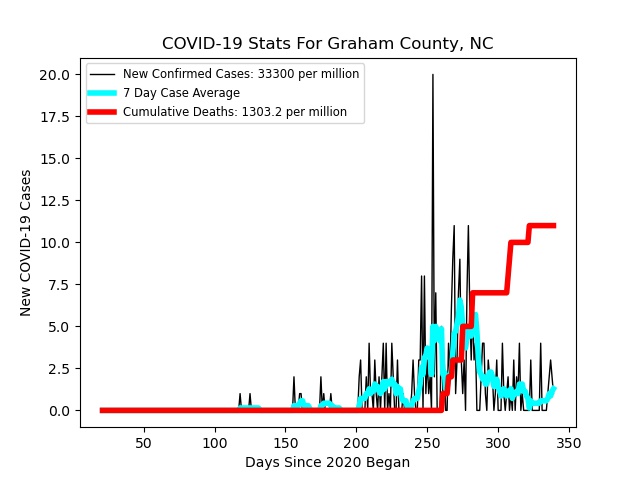 COVID-19 Stats For Graham County, NC
New Confirmed Cases: 33300 per million
7 Day Case Average
Cumulative Deaths: 1303.2 per million
20.0
17.5
15.0
12.5
10.0
7.5
5.0
2.5
0.0
New COVID-19 Cases
50 100 150 200 250 300 350
Days Since 2020 Began